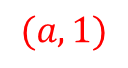 (a, 1)